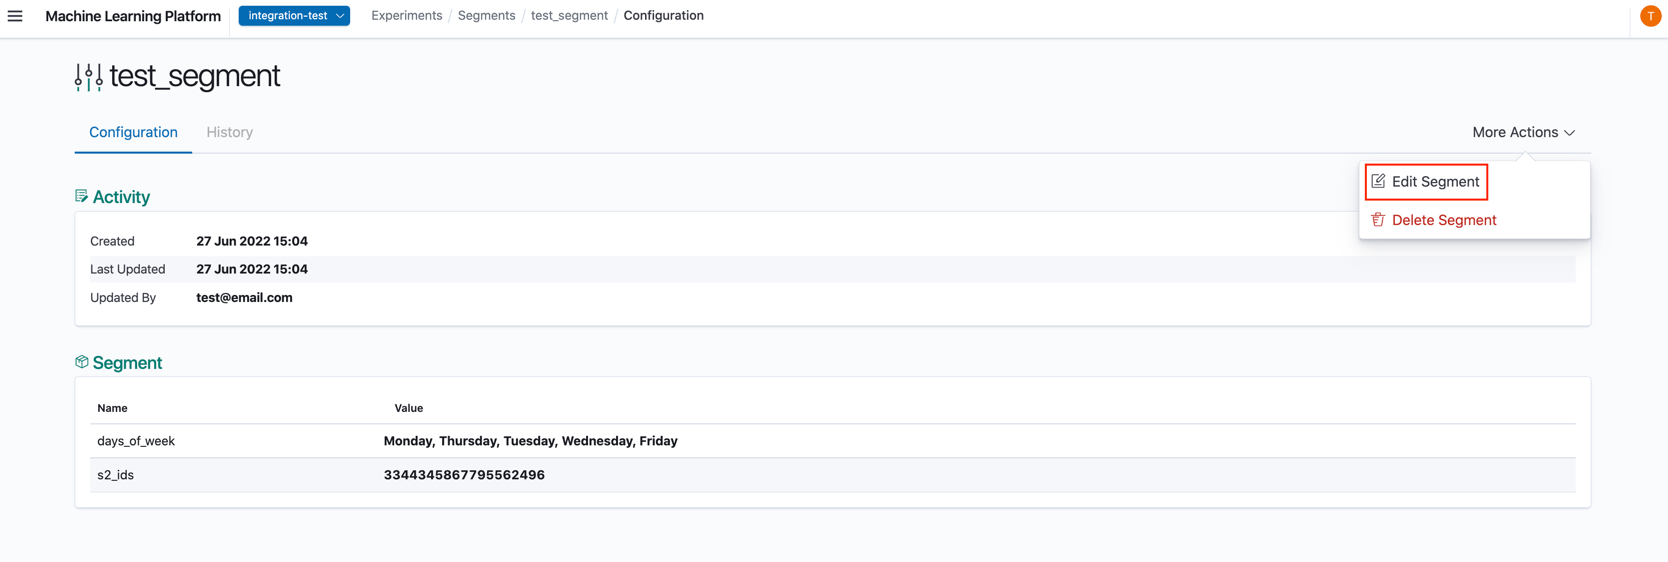 Machine Learning Platform integration-test Experiments / Segments / test_segment / Configuration T
test_segment
Configuration History More Actions
Edit Segment
Delete Segment
Activity
Created 27 Jun 2022 15:04
Last Updated 27 Jun 2022 15:04
Updated By test@email.com
Segment
Name Value
days_of_week Monday, Thursday, Tuesday, Wednesday, Friday
s2_ids 3344345867795562496